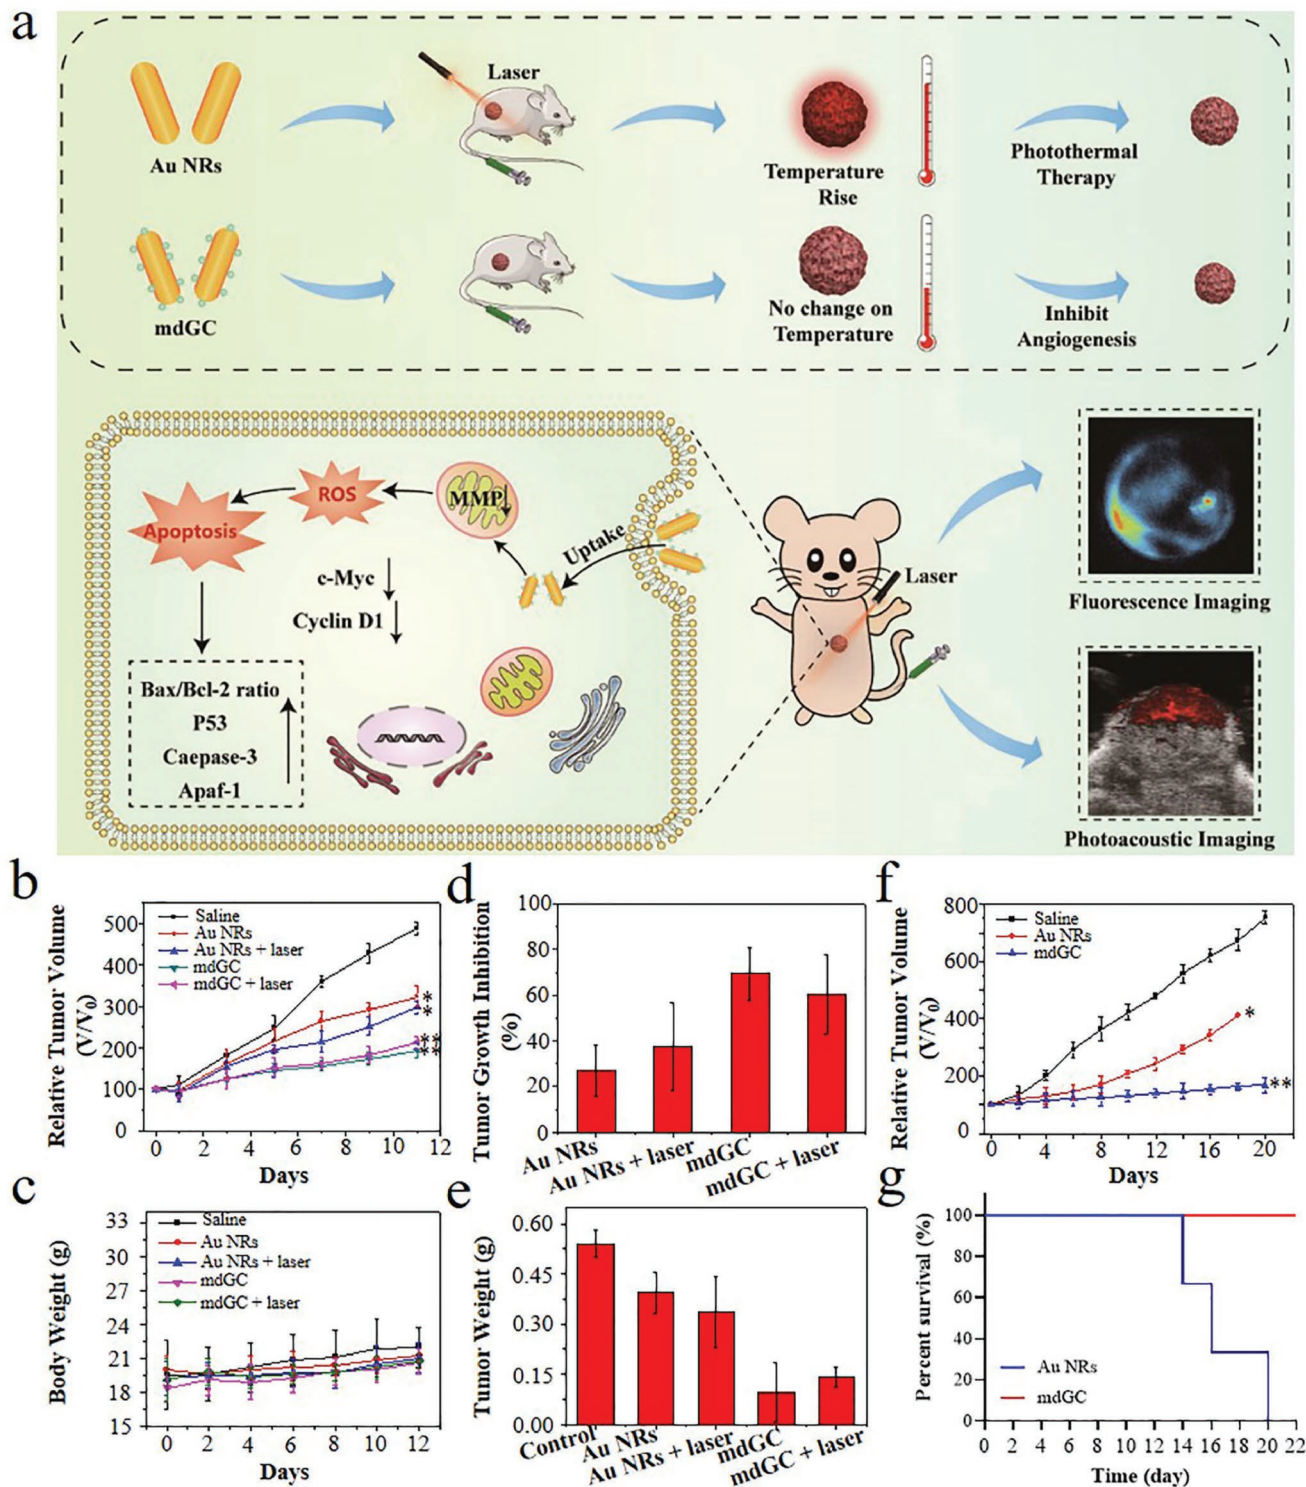 a
Laser
Au NRs
Temperature
Rise
Photothermal
Therapy
mdGC
No change on
Temperature
Inhibit
Angiogenesis
MMP
ROS
Apoptosis
Uptake
c-Myc
Cyclin D1
Bax/Bcl-2 ratio
P53
Caepase-3
Apaf-1
Laser
Fluorescence Imaging
Photoacoustic Imaging
b
Relative Tumor Volume
(V/V0)
500
400
300
200
100
0
Saline
Au NRs
Au NRs + laser
mdGC
mdGC + laser
*
*
**
**
0 2 4 6 8 10 12
Days
d
Tumor Growth Inhibition
(%)
100
80
60
40
20
0
Au NRs
Au NRs + laser
mdGC
mdGC + laser
f
Relative Tumor Volume
(V/V0)
800
600
400
200
0
Saline
Au NRs
mdGC
*
**
0 4 8 12 16 20
Days
c
Body Weight (g)
33
30
27
24
21
18
15
Saline
Au NRs
Au NRs + laser
mdGC
mdGC + laser
0 2 4 6 8 10 12
Days
e
Tumor Weight (g)
0.60
0.45
0.30
0.15
0.00
Control
Au NRs
Au NRs + laser
mdGC
mdGC + laser
g
Percent survival (%)
100
80
60
40
20
0
Au NRs
mdGC
0 2 4 6 8 10 12 14 16 18 20 22
Time (day)